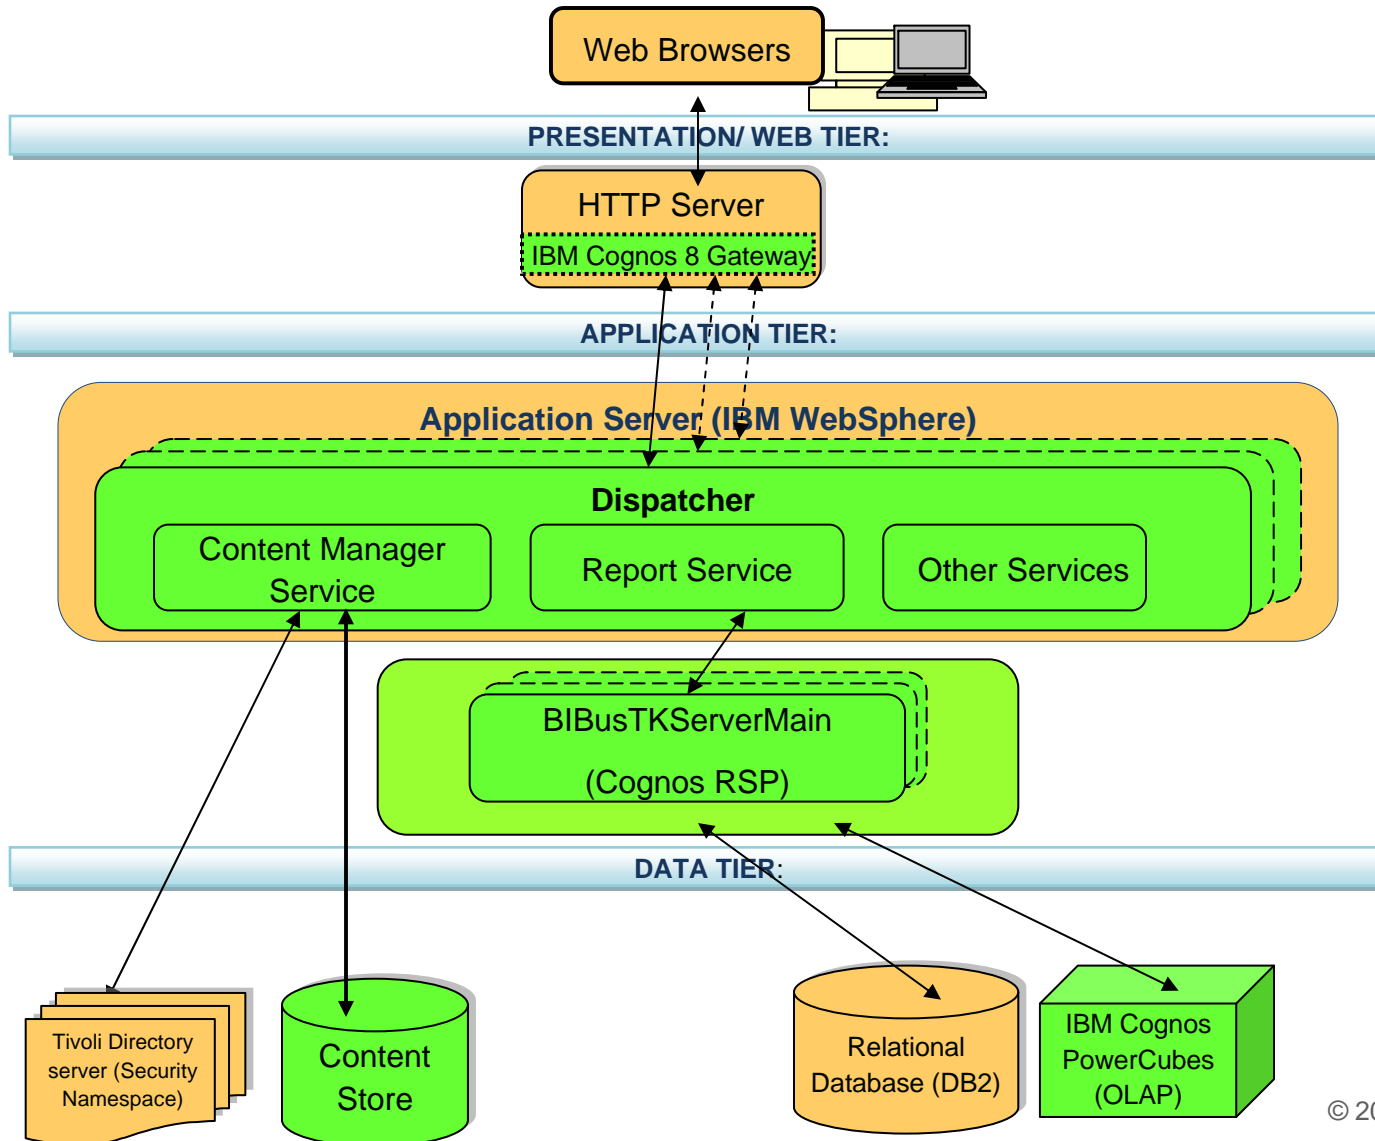 Web Browsers
PRESENTATION/ WEB TIER:
HTTP Server
IBM Cognos 8 Gateway
APPLICATION TIER:
Application Server (IBM WebSphere)
Dispatcher
Content Manager
Service
Report Service
Other Services
BIBusTKServerMain
(Cognos RSP)
DATA TIER:
Tivoli Directory
server (Security
Namespace)
Content
Store
Relational
Database (DB2)
IBM Cognos
PowerCubes
(OLAP)
© 20